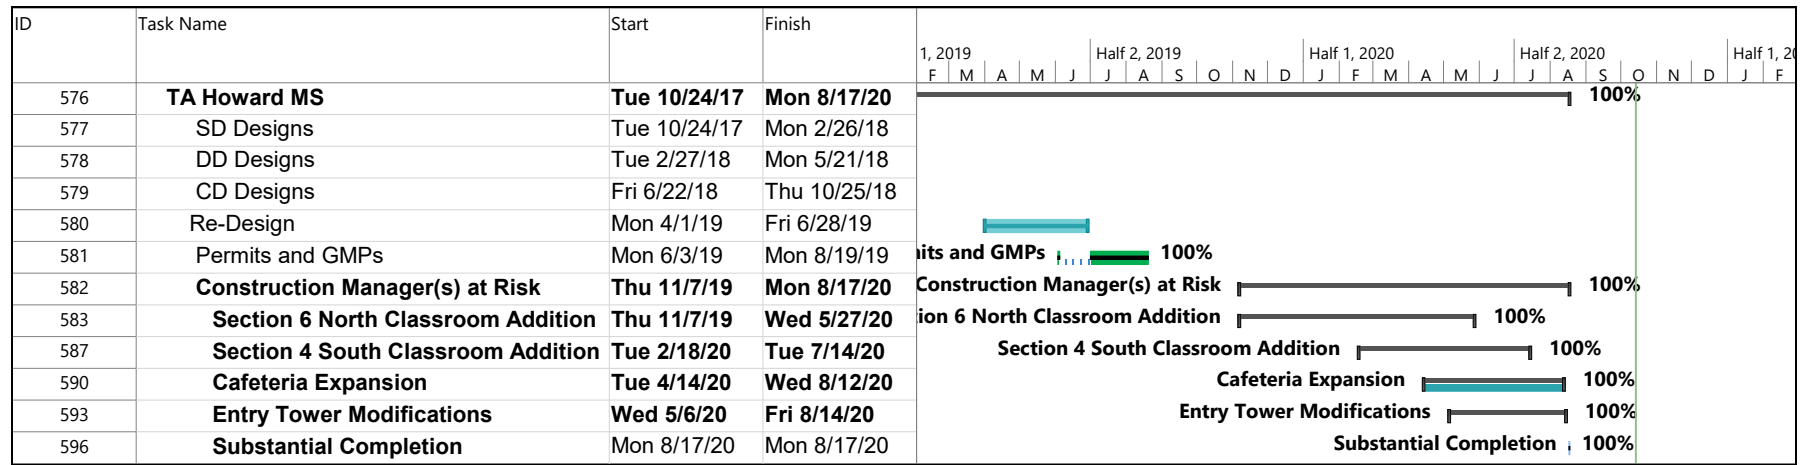 ID Task Name Start Finish
1, 2019 Half 2, 2019 Half 1, 2020 Half 2, 2020 Half 1, 20
F M A M J J A S O N D J F M A M J J A S O N D J F
576 TA Howard MS Tue 10/24/17 Mon 8/17/20 100%
577 SD Designs Tue 10/24/17 Mon 2/26/18
578 DD Designs Tue 2/27/18 Mon 5/21/18
579 CD Designs Fri 6/22/18 Thu 10/25/18
580 Re-Design Mon 4/1/19 Fri 6/28/19
581 Permits and GMPs Mon 6/3/19 Mon 8/19/19 nits and GMPs 100%
582 Construction Manager(s) at Risk Thu 11/7/19 Mon 8/17/20 Construction Manager(s) at Risk 100%
583 Section 6 North Classroom Addition Thu 11/7/19 Wed 5/27/20 ion 6 North Classroom Addition 100%
587 Section 4 South Classroom Addition Tue 2/18/20 Tue 7/14/20 Section 4 South Classroom Addition 100%
590 Cafeteria Expansion Tue 4/14/20 Wed 8/12/20 Cafeteria Expansion 100%
593 Entry Tower Modifications Wed 5/6/20 Fri 8/14/20 Entry Tower Modifications 100%
596 Substantial Completion Mon 8/17/20 Mon 8/17/20 Substantial Completion 100%